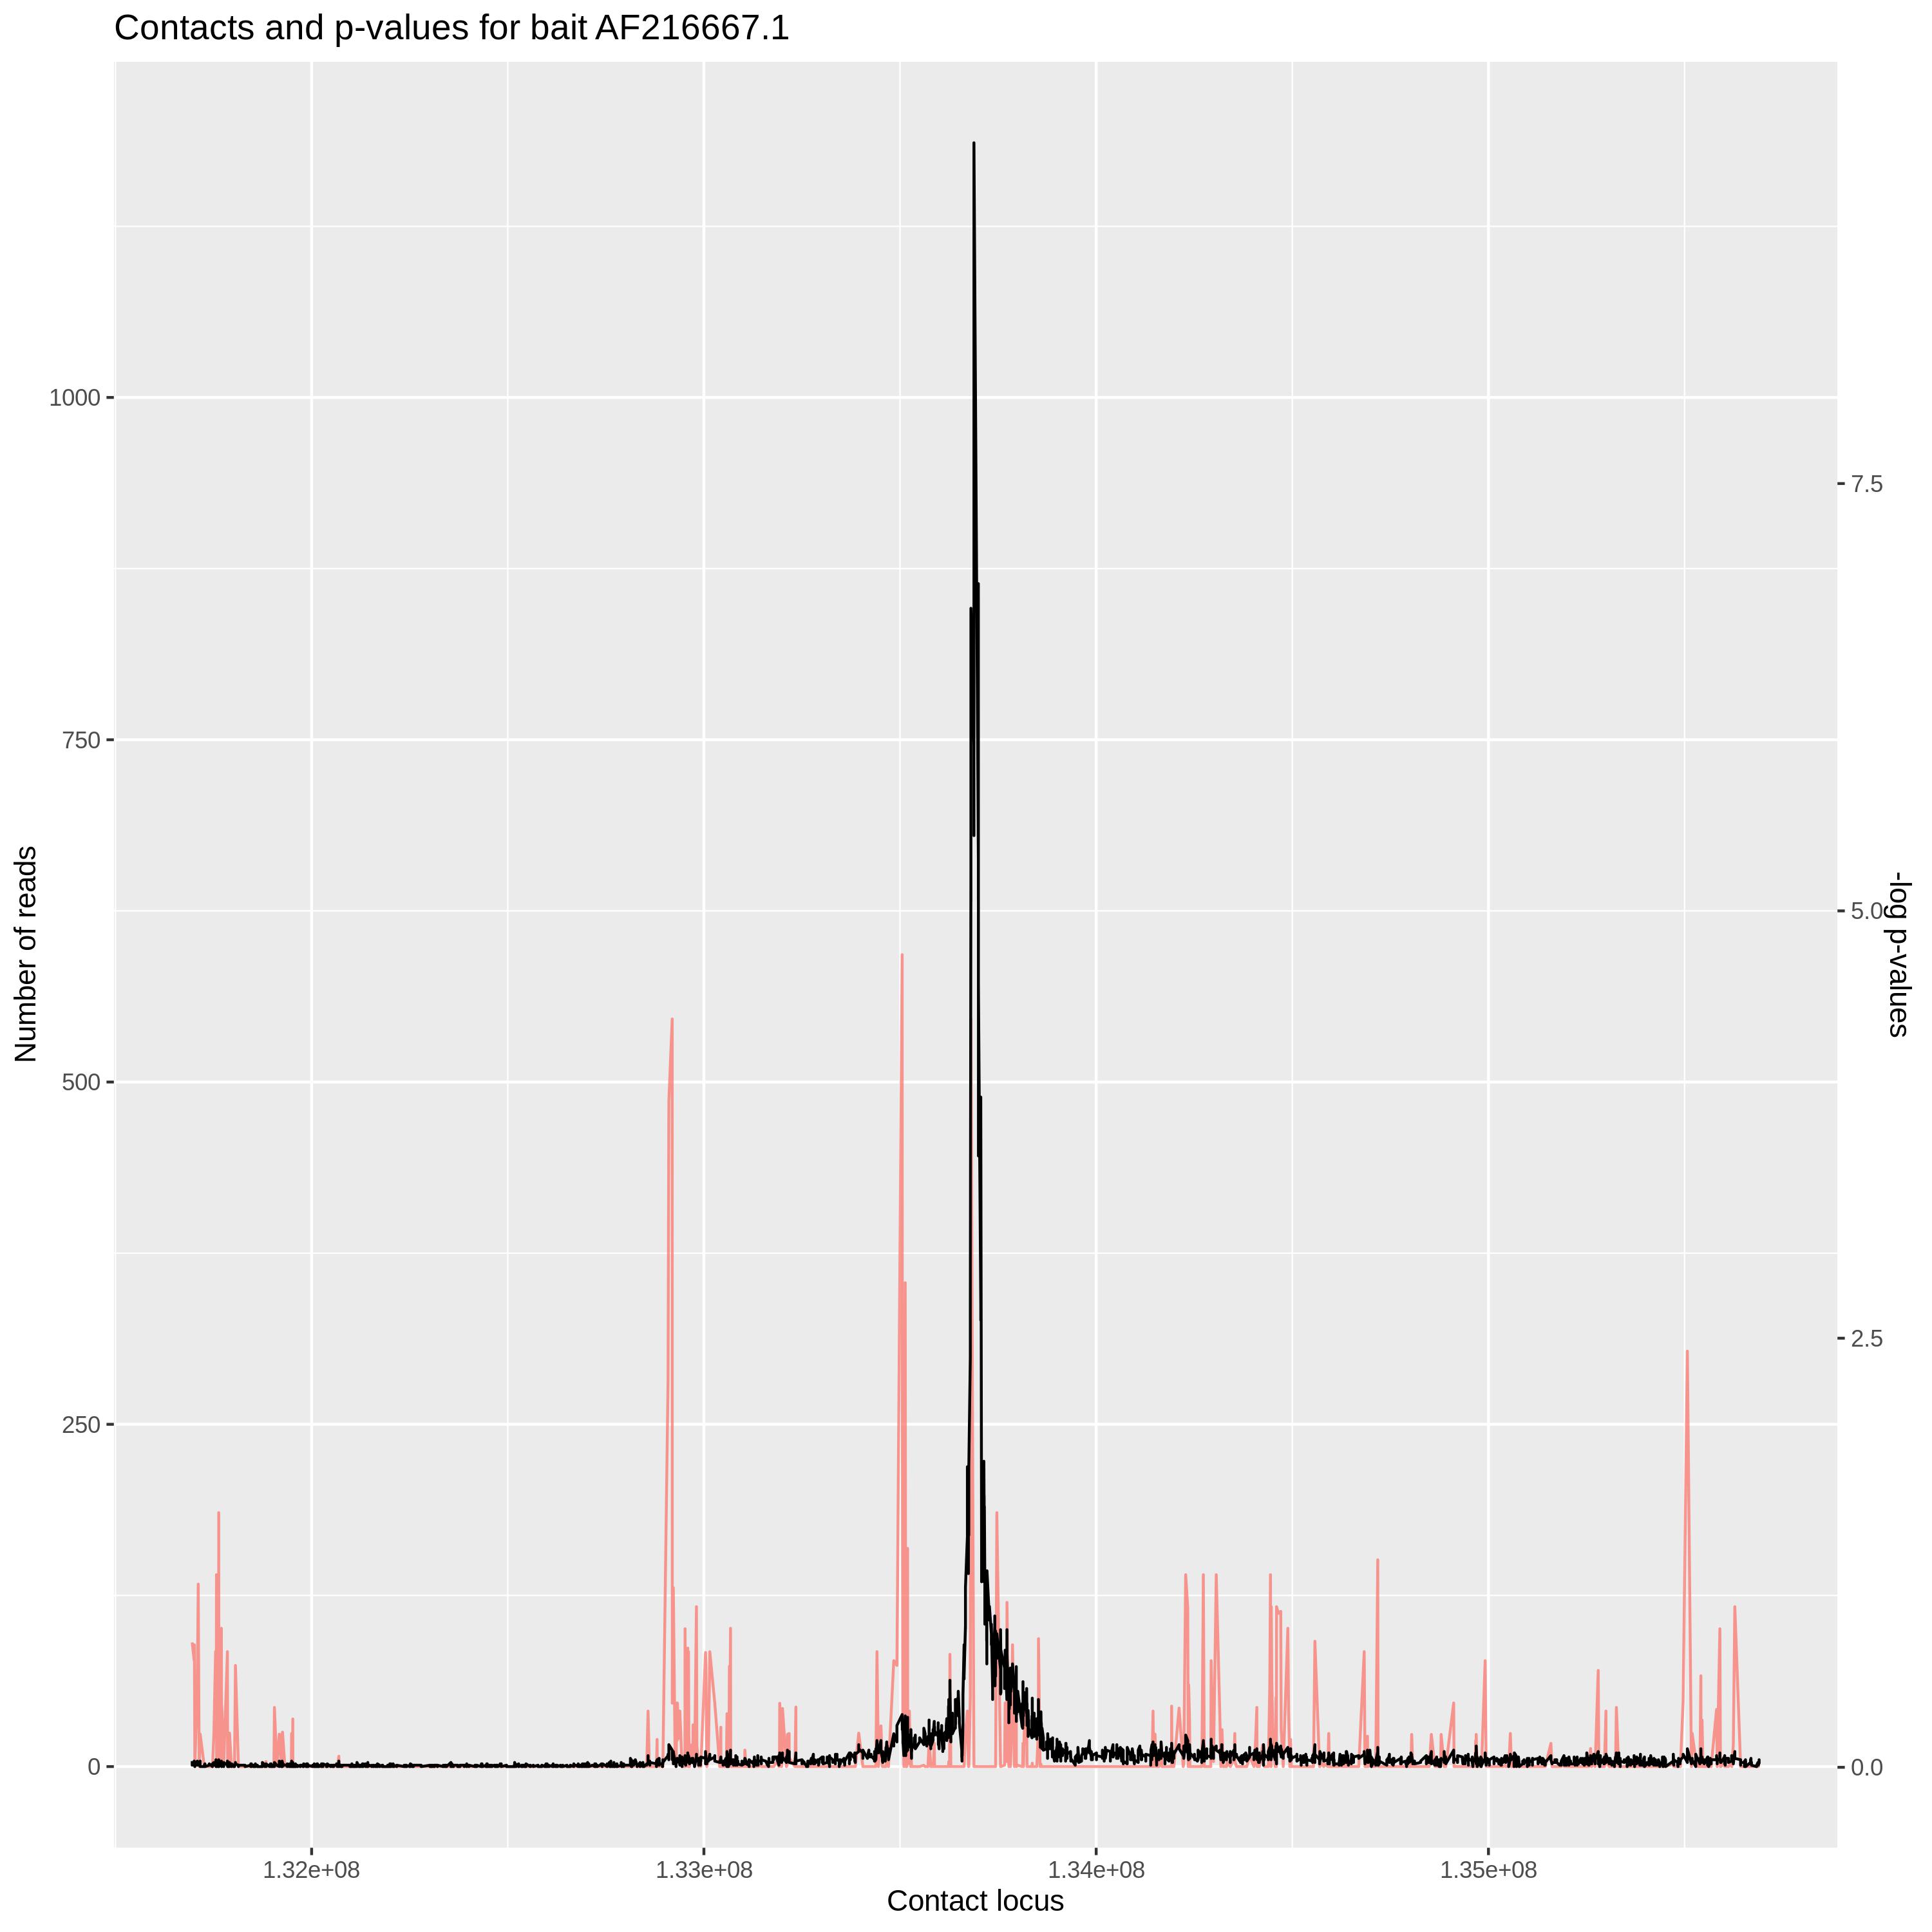 Contacts and p-values for bait AF216667.1
1000
750
500
250
0
Number of reads
7.5
5.0
2.5
0.0
-log p-values
1.32e+08
1.33e+08
1.34e+08
1.35e+08
Contact locus